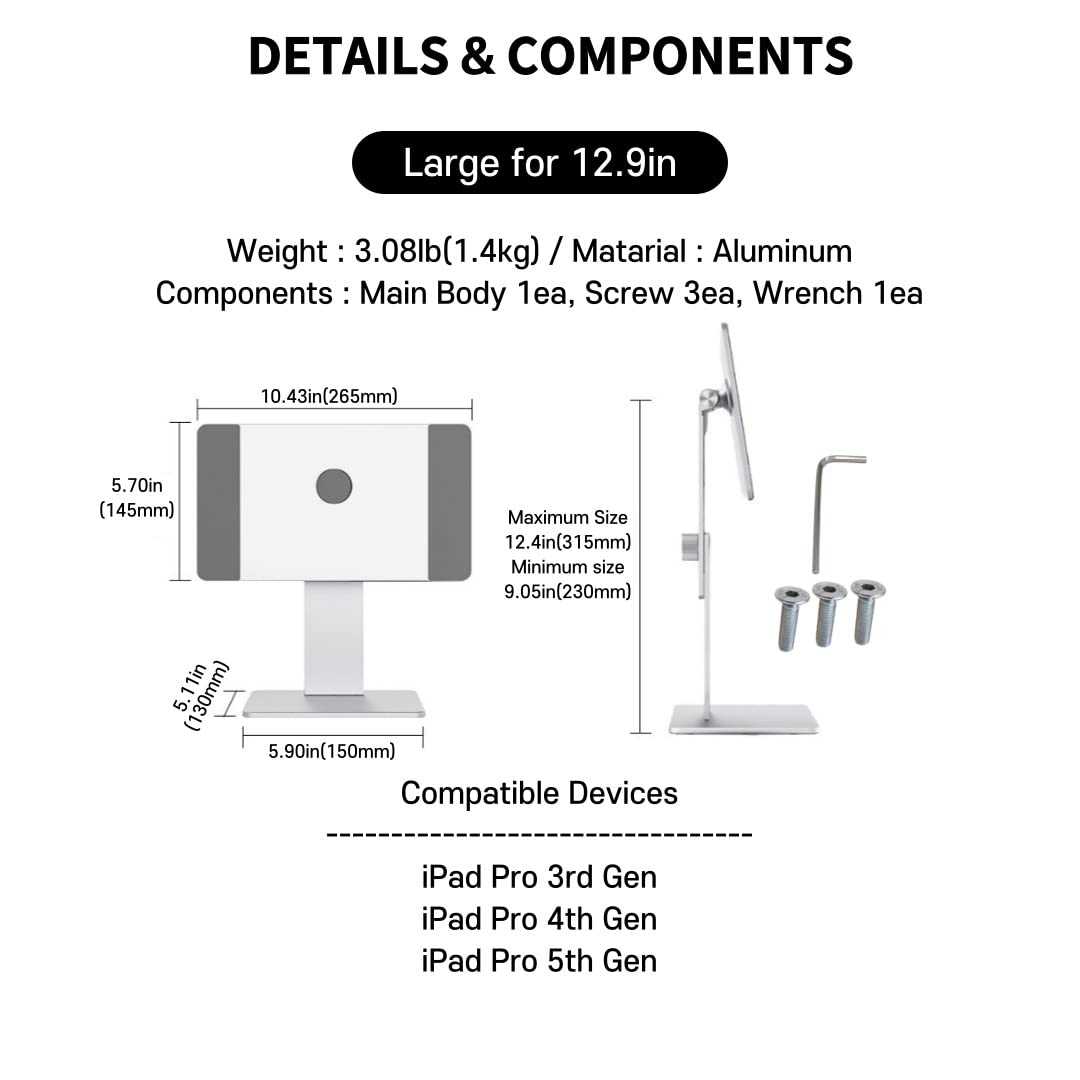 DETAILS & COMPONENTS
Large for 12.9in
Weight : 3.08lb(1.4kg) / Matarial : Aluminum
Components : Main Body 1ea, Screw 3ea, Wrench 1ea
10.43in(265mm)
5.70in
(145mm)
Maximum Size
12.4in(315mm)
Minimum size
9.05in(230mm)
5.11in
(130mm)
5.90in(150mm)
Compatible Devices
iPad Pro 3rd Gen
iPad Pro 4th Gen
iPad Pro 5th Gen